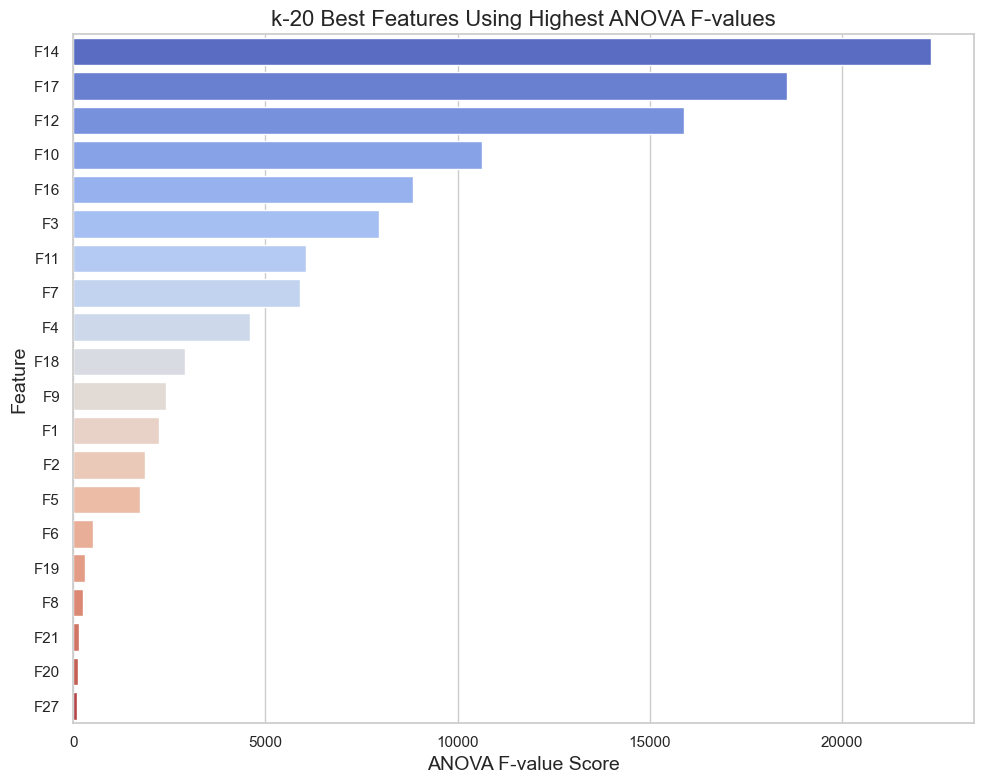 k-20 Best Features Using Highest ANOVA F-values
Feature
F14
F17
F12
F10
F16
F3
F11
F7
F4
F18
F9
F1
F2
F5
F6
F19
F8
F21
F20
F27
0 5000 10000 15000 20000
ANOVA F-value Score